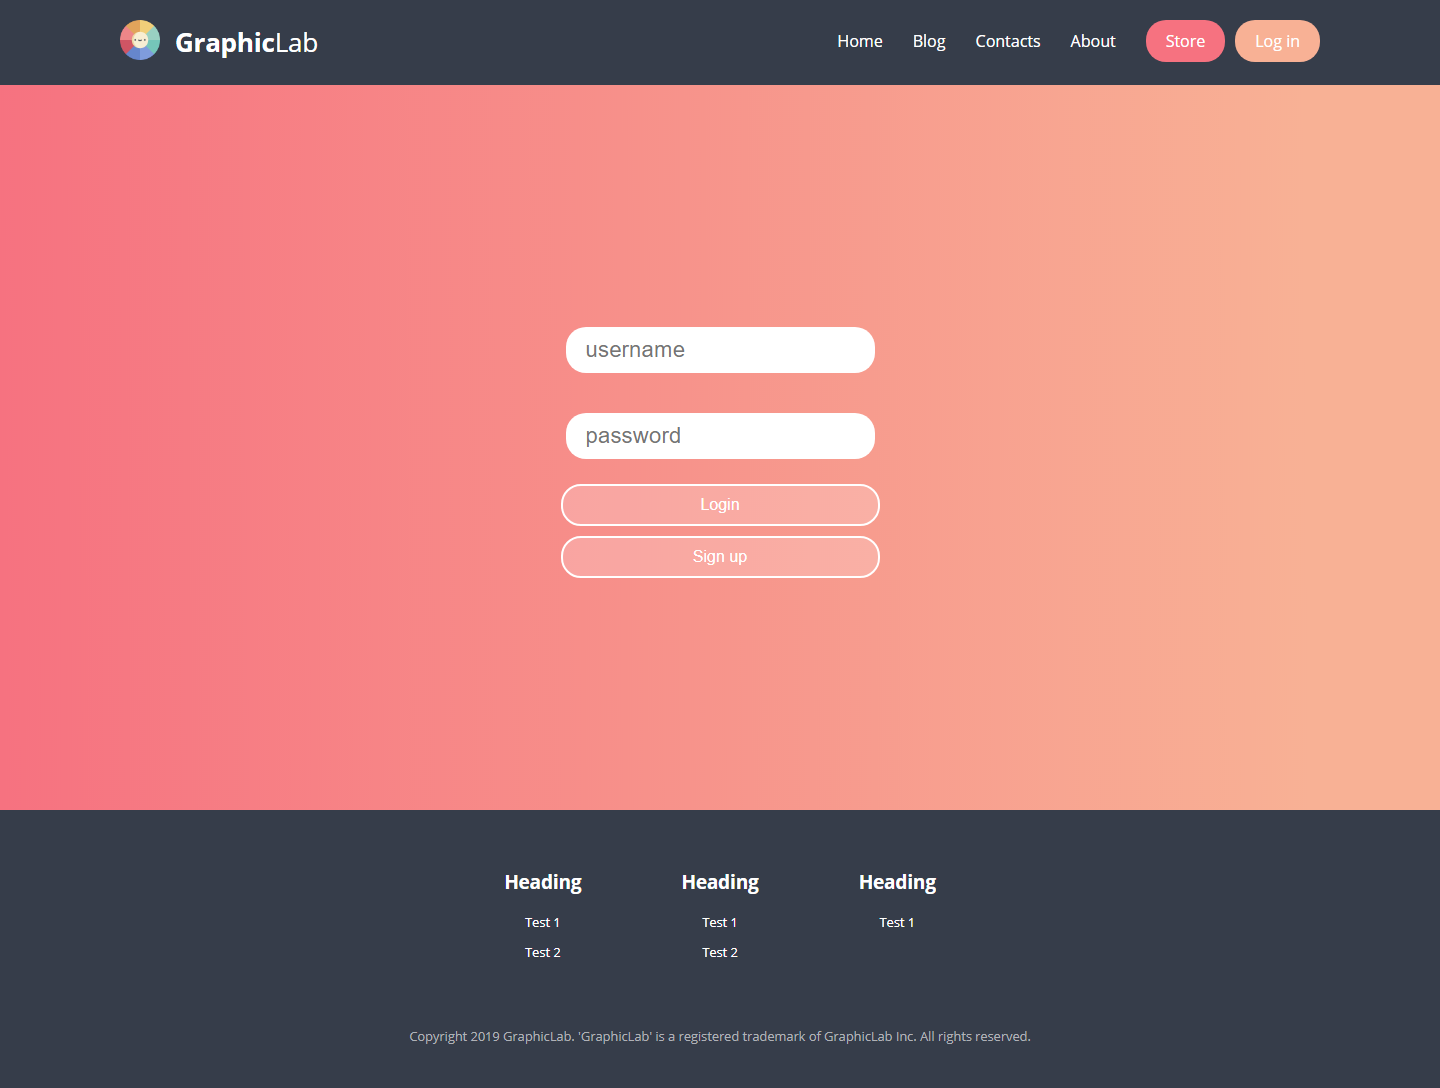 GraphicLab Home Blog Contacts About Store Log in
username
password
Login
Sign up
Heading Heading Heading
Test 1 Test 1 Test 1
Test 2 Test 2
Copyright 2019 GraphicLab. 'GraphicLab' is a registered trademark of GraphicLab Inc. All rights reserved.